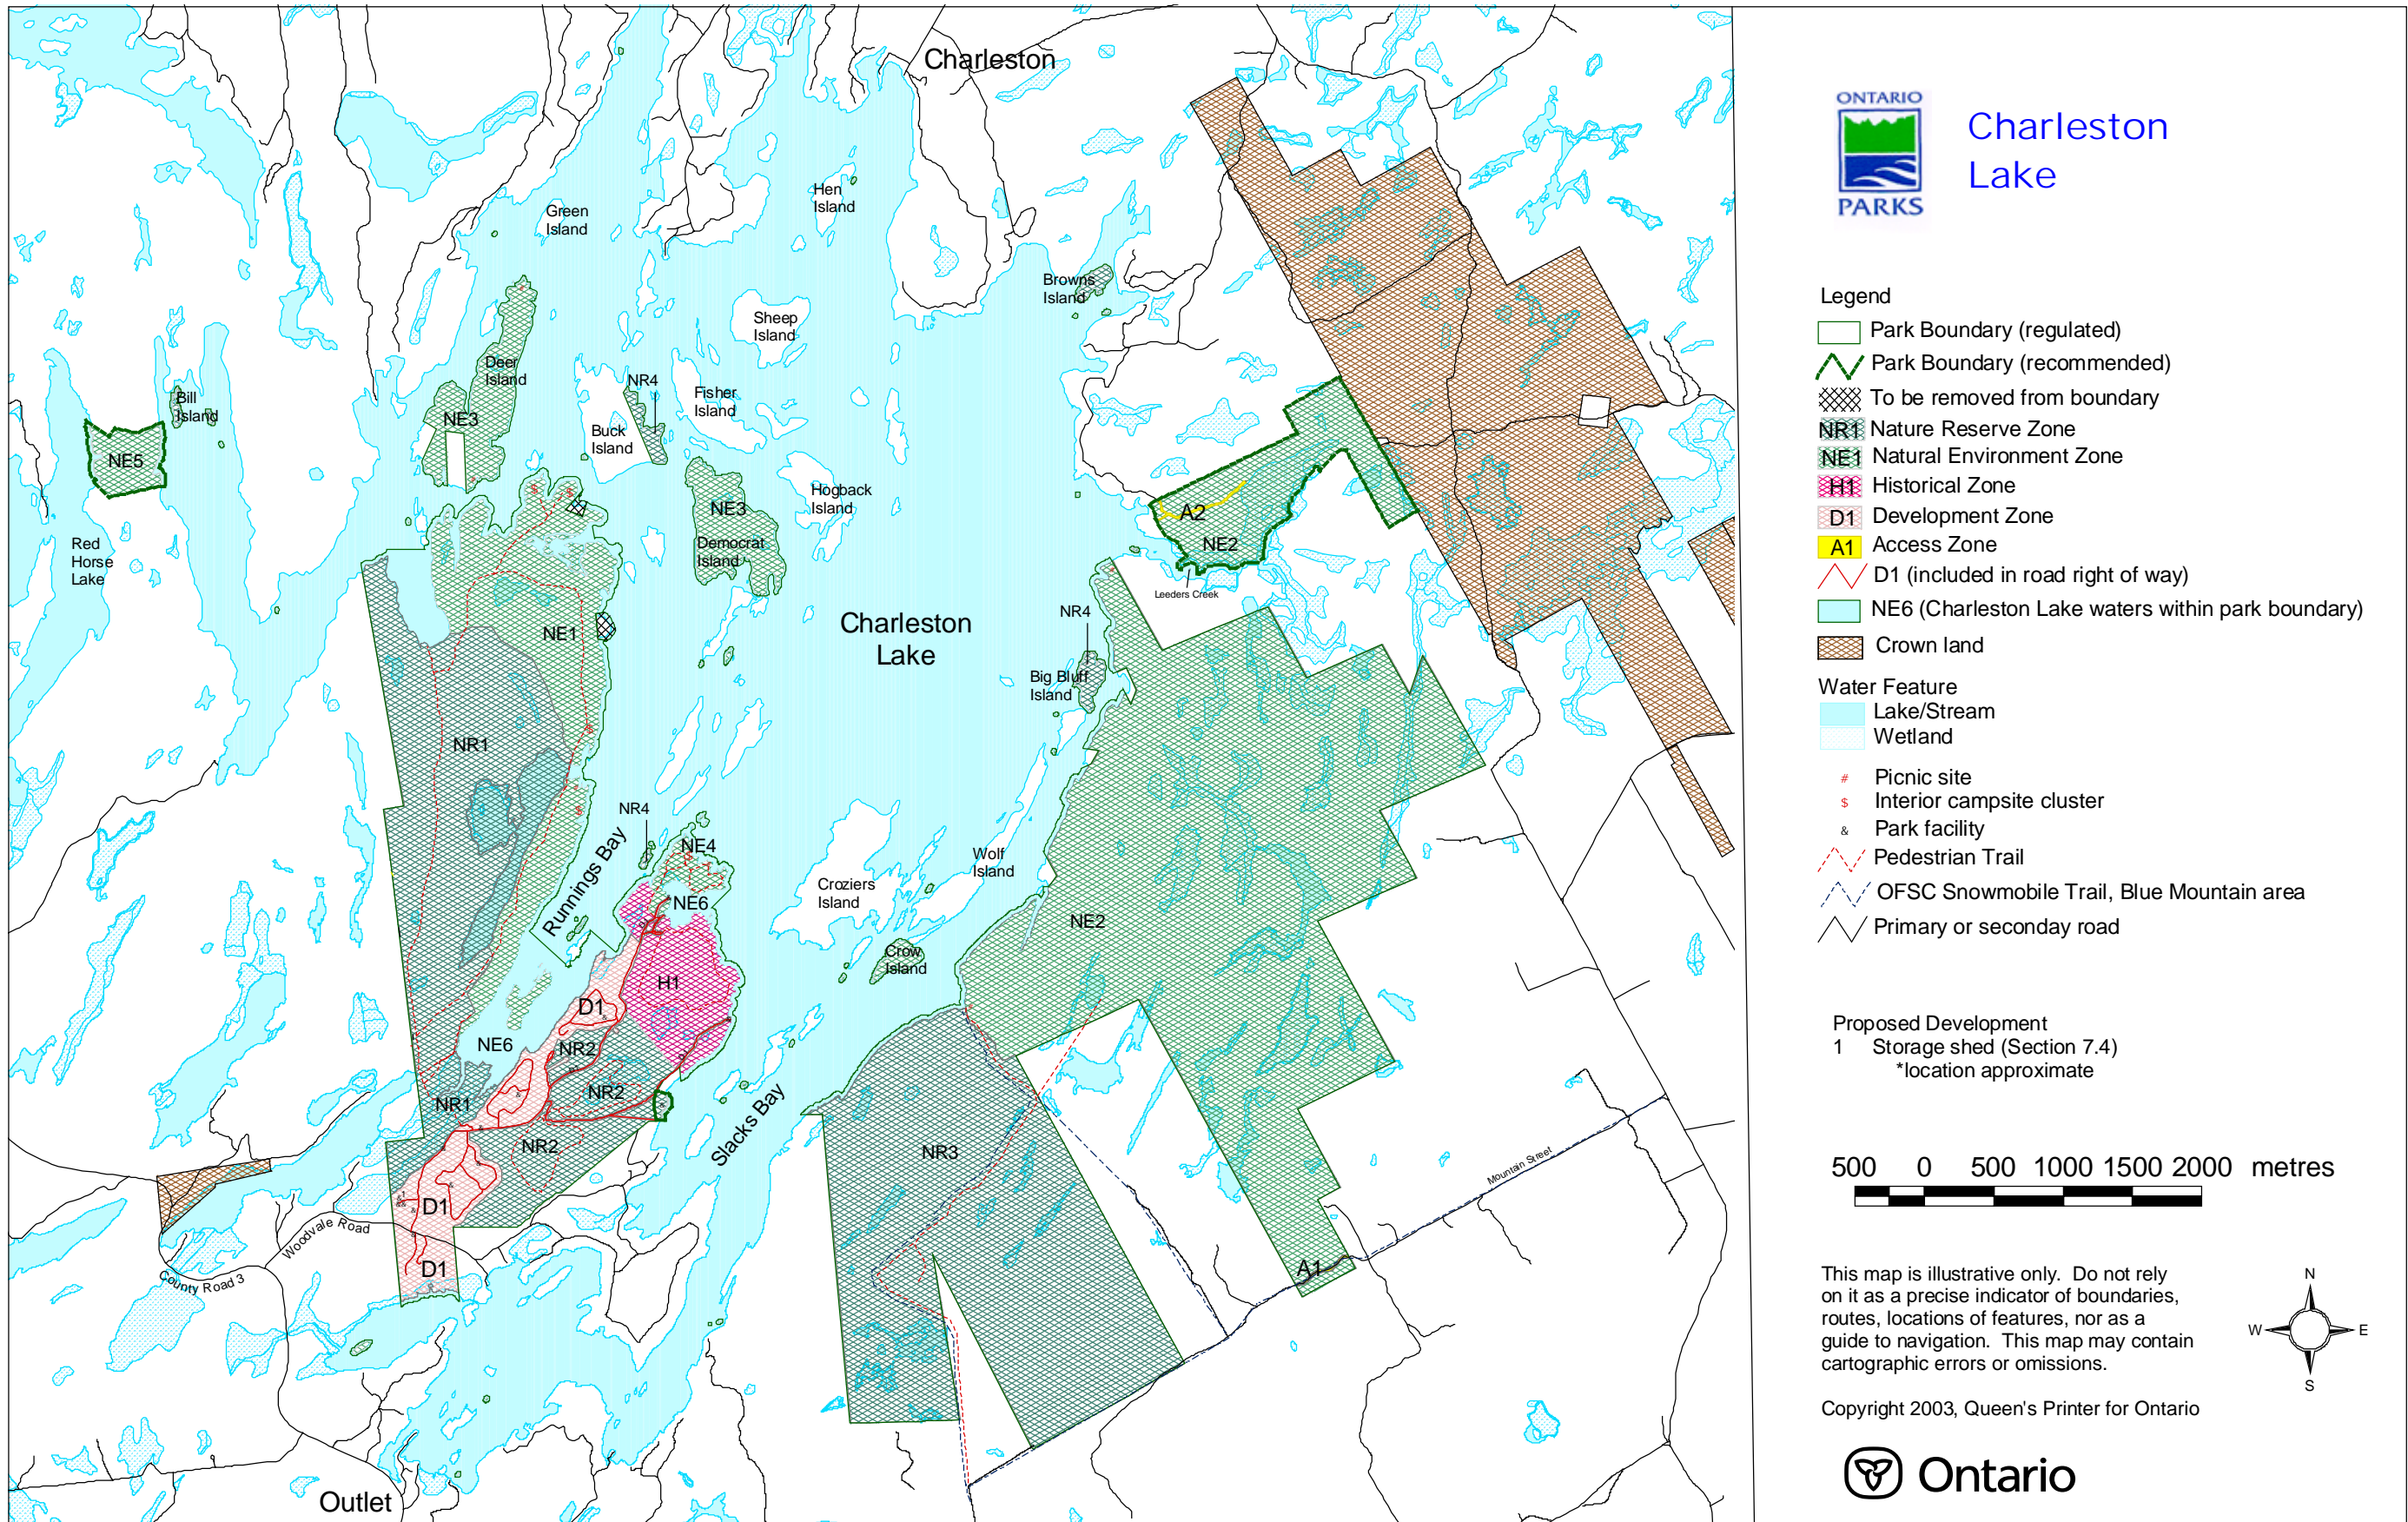 Charleston
Green
Island
Hen
Island
Browns
Island
Sheep
Island
Deer
Island
NR4
Fisher
Island
Bill
Island
NE3
Buck
Island
NE5
Hogback
Island
NE3
Democrat
Island
A2
NE2
Leeders Creek
Red
Horse
Lake
NE1
Charleston
Lake
NR4
Big Bluff
Island
NR1
NR4
Runnings Bay
NE4
Wolf
Island
Croziers
Island
NE6
NE2
Crow
Island
H1
D1
NE6
NR2
NR2
NR1
NR2
Slacks Bay
NR3
Mountain Street
D1
Woodvale Road
County Road 3
D1
A1
Outlet
ONTARIO
PARKS
Charleston
Lake
Legend
Park Boundary (regulated)
Park Boundary (recommended)
To be removed from boundary
NR1 Nature Reserve Zone
NE1 Natural Environment Zone
H1 Historical Zone
D1 Development Zone
A1 Access Zone
D1 (included in road right of way)
NE6 (Charleston Lake waters within park boundary)
Crown land
Water Feature
Lake/Stream
Wetland
# Picnic site
$ Interior campsite cluster
& Park facility
Pedestrian Trail
OFSC Snowmobile Trail, Blue Mountain area
Primary or seconday road
Proposed Development
1 Storage shed (Section 7.4)
*location approximate
500 0 500 1000 1500 2000 metres
This map is illustrative only. Do not rely
on it as a precise indicator of boundaries,
routes, locations of features, nor as a
guide to navigation. This map may contain
cartographic errors or omissions.
N
W E
S
Copyright 2003, Queen's Printer for Ontario
Ontario